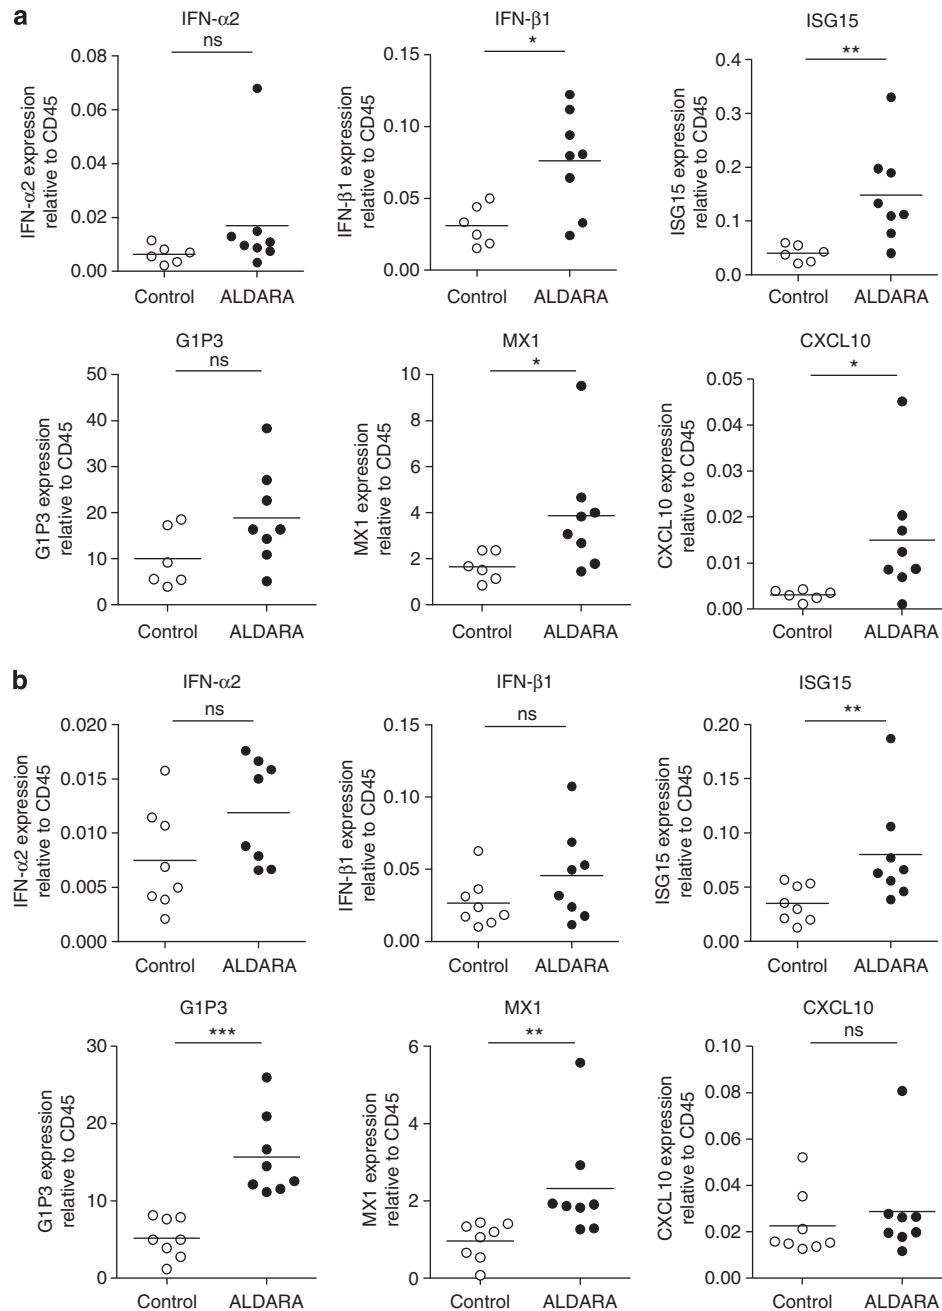 a
IFN-α2
ns
IFN-α2 expression
relative to CD45
0.08
0.06
0.04
0.02
0.00
Control ALDARA
IFN-β1
*
IFN-β1 expression
relative to CD45
0.15
0.10
0.05
0.00
Control ALDARA
ISG15
**
ISG15 expression
relative to CD45
0.4
0.3
0.2
0.1
0.0
Control ALDARA
G1P3
ns
G1P3 expression
relative to CD45
50
40
30
20
10
0
Control ALDARA
MX1
*
MX1 expression
relative to CD45
10
8
6
4
2
0
Control ALDARA
CXCL10
*
CXCL10 expression
relative to CD45
0.05
0.04
0.03
0.02
0.01
0.00
Control ALDARA
b
IFN-α2
ns
IFN-α2 expression
relative to CD45
0.020
0.015
0.010
0.005
0.000
Control ALDARA
IFN-β1
ns
IFN-β1 expression
relative to CD45
0.15
0.10
0.05
0.00
Control ALDARA
ISG15
**
ISG15 expression
relative to CD45
0.20
0.15
0.10
0.05
0.00
Control ALDARA
G1P3
***
G1P3 expression
relative to CD45
30
20
10
0
Control ALDARA
MX1
**
MX1 expression
relative to CD45
6
4
2
0
Control ALDARA
CXCL10
ns
CXCL10 expression
relative to CD45
0.10
0.08
0.06
0.04
0.02
0.00
Control ALDARA